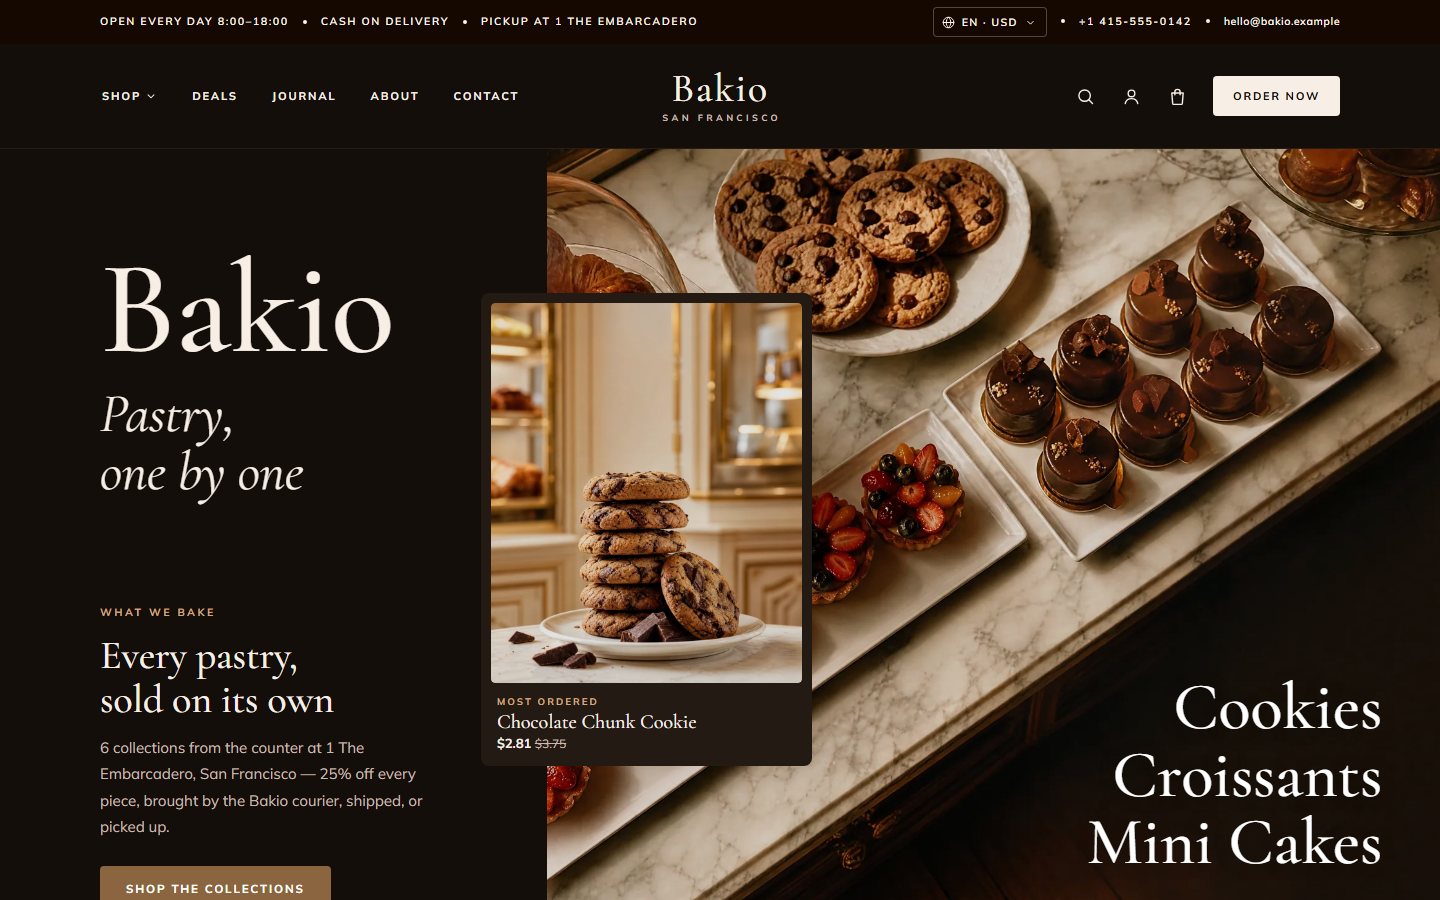 OPEN EVERY DAY 8:00–18:00 • CASH ON DELIVERY • PICKUP AT 1 THE EMBARCADERO
EN · USD • +1 415-555-0142 • hello@bakio.example
SHOP DEALS JOURNAL ABOUT CONTACT
Bakio
SAN FRANCISCO
ORDER NOW
Bakio
Pastry,
one by one
WHAT WE BAKE
Every pastry,
sold on its own
6 collections from the counter at 1 The
Embarcadero, San Francisco — 25% off every
piece, brought by the Bakio courier, shipped, or
picked up.
SHOP THE COLLECTIONS
MOST ORDERED
Chocolate Chunk Cookie
$2.81 $3.75
Cookies
Croissants
Mini Cakes